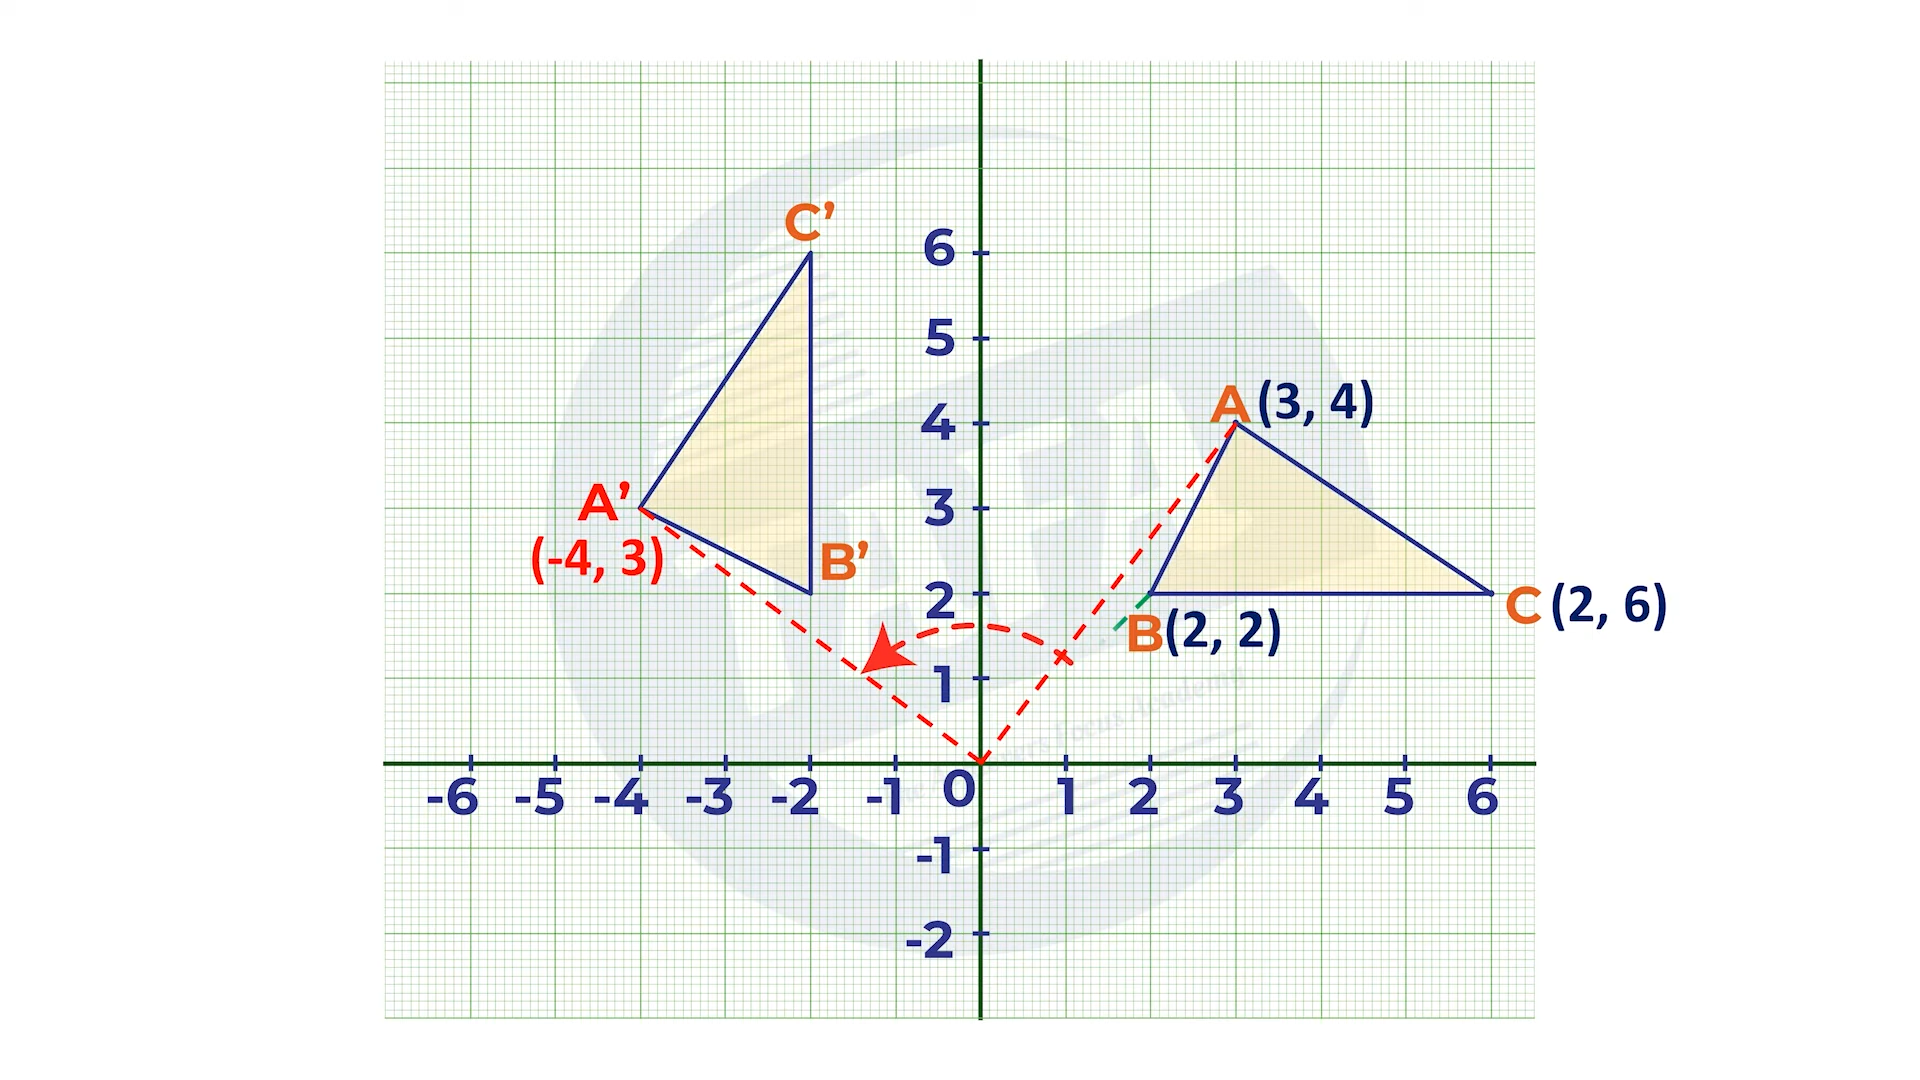 C’
6
5
A (3, 4)
4
A’
3
(-4, 3)
B’
2
C (2, 6)
B(2, 2)
1
-6 -5 -4 -3 -2 -1 0 1 2 3 4 5 6
-1
-2